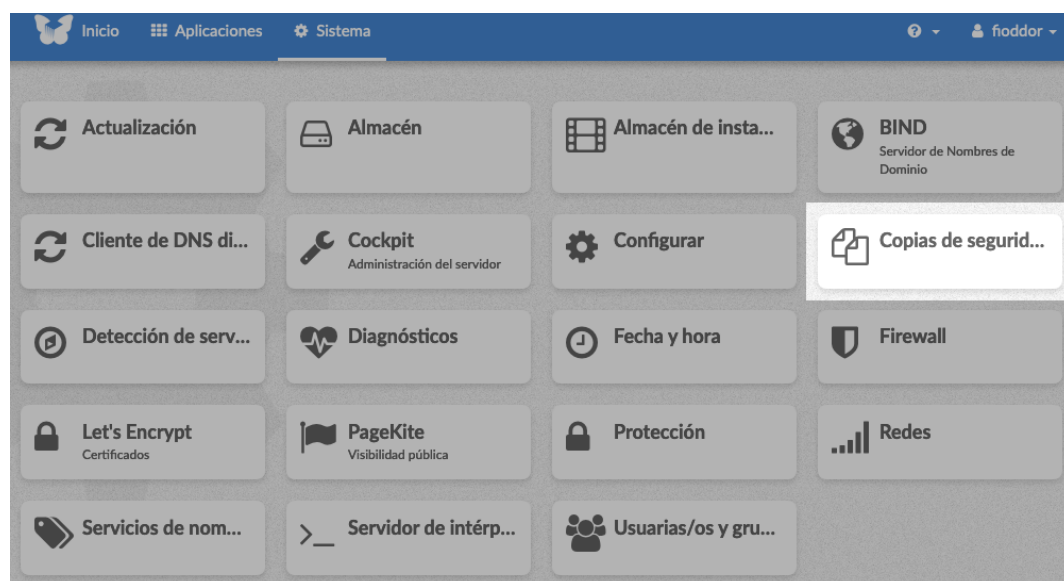 Inicio Aplicaciones Sistema fioddor
Actualización Almacén Almacén de insta... BIND
Servidor de Nombres de
Dominio
Cliente de DNS di... Cockpit Configurar Copias de segurid...
Administración del servidor
Detección de serv... Diagnósticos Fecha y hora Firewall
Let's Encrypt PageKite Protección Redes
Certificados Visibilidad pública
Servicios de nom... Servidor de intérp... Usuarias/os y gru...